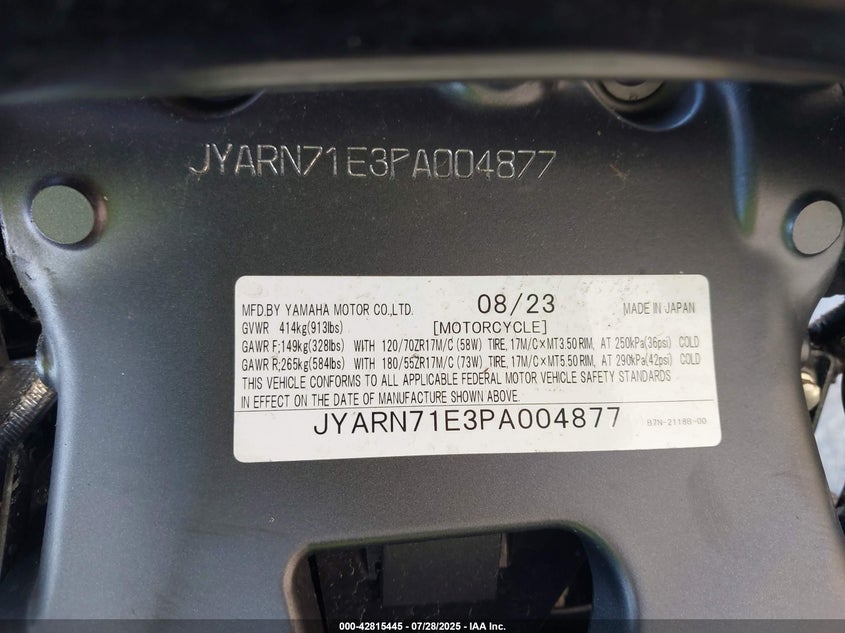 JYARN71E3PA004877
MFD.BY YAMAHA MOTOR CO.,LTD. 08/23 MADE IN JAPAN
GVWR 414kg(913lbs) [MOTORCYCLE]
GAWR F;149kg(328lbs) WITH 120/70ZR17M/C (58W) TIRE, 17M/C×MT3.50 RIM, AT 250kPa(36psi) COLD
GAWR R;265kg(584lbs) WITH 180/55ZR17M/C (73W) TIRE, 17M/C×MT5.50 RIM, AT 290kPa(42psi) COLD
THIS VEHICLE CONFORMS TO ALL APPLICABLE FEDERAL MOTOR VEHICLE SAFETY STANDARDS
IN EFFECT ON THE DATE OF MANUFACTURE SHOWN ABOVE.
JYARN71E3PA004877 B7N-2118B-00
000-42815445 - 07/28/2025 - IAA Inc.